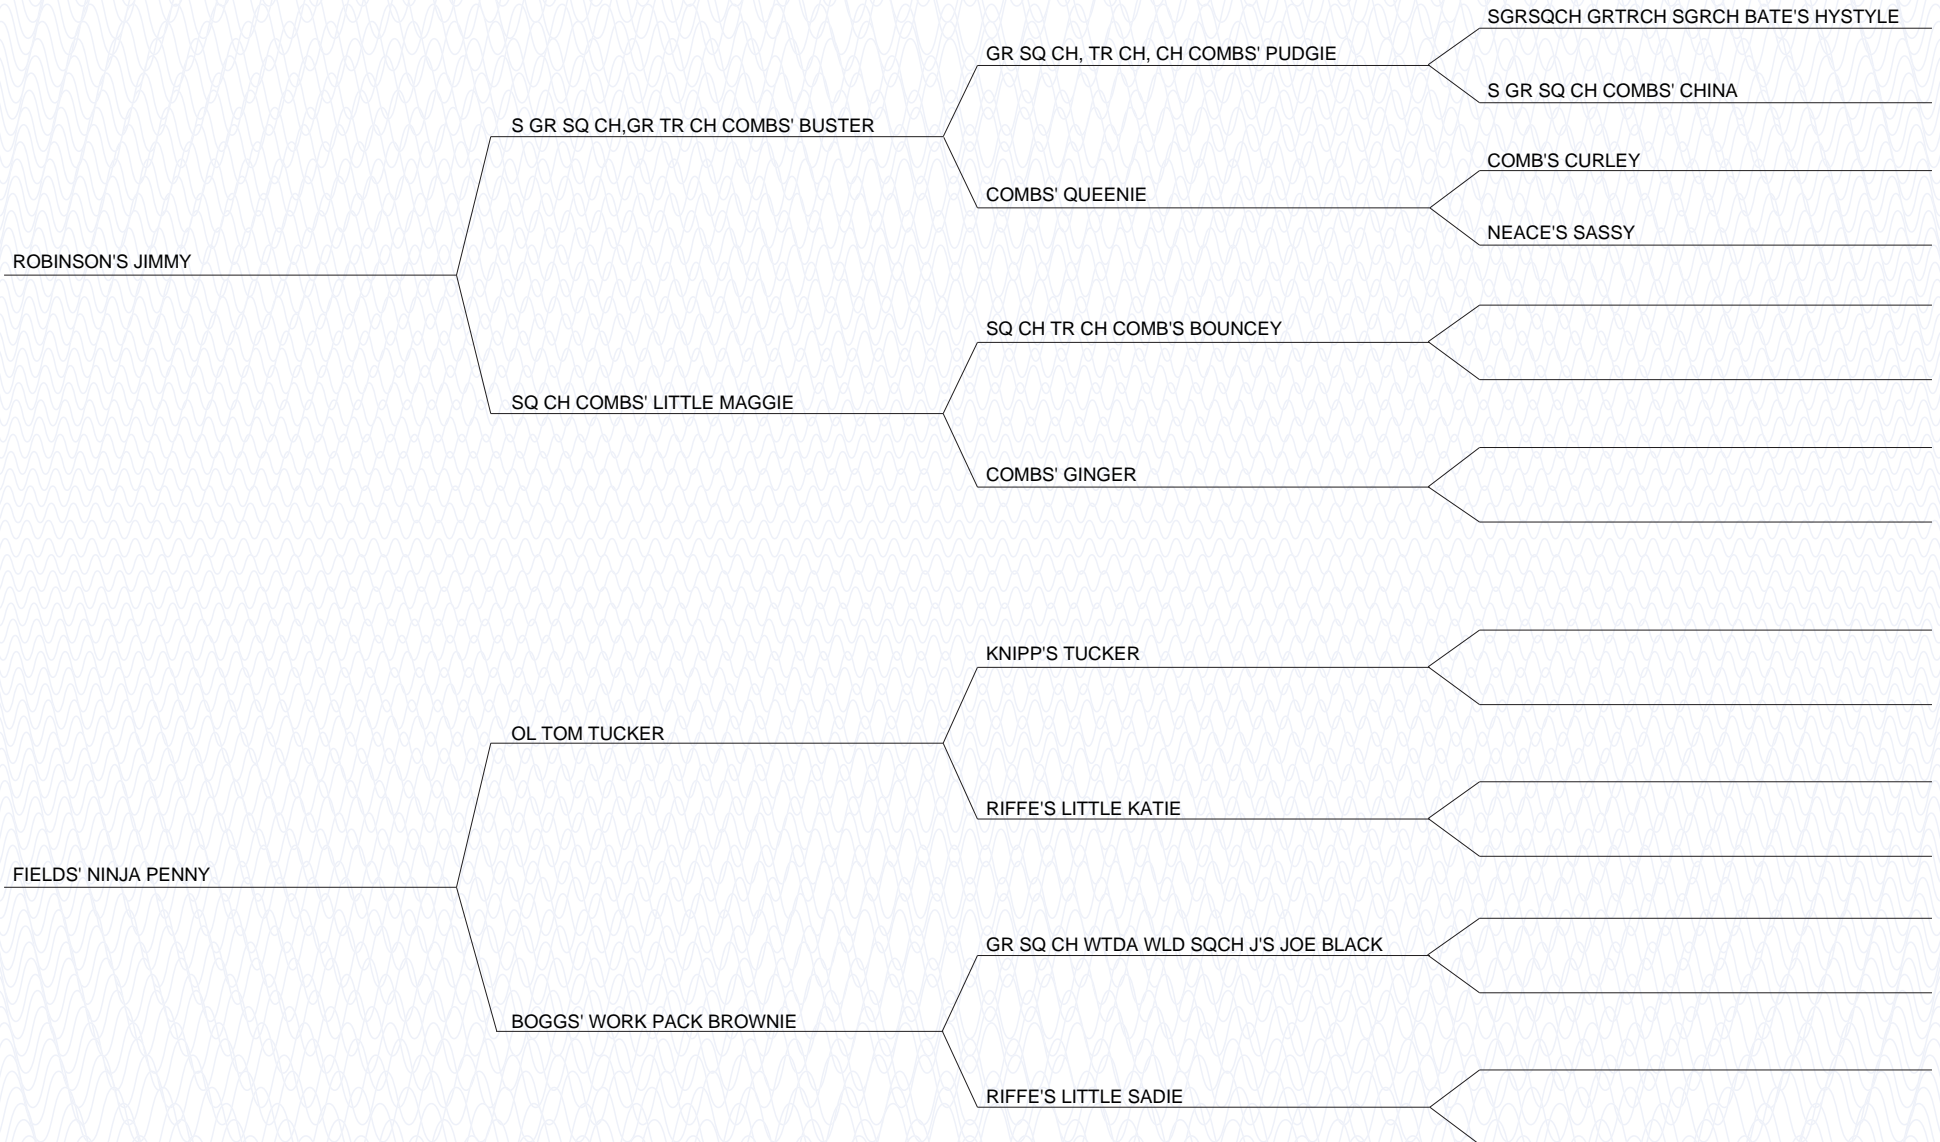 SGRSQCH GRTRCH SGRCH BATE'S HYSTYLE
GR SQ CH, TR CH, CH COMBS' PUDGIE
S GR SQ CH COMBS' CHINA
S GR SQ CH,GR TR CH COMBS' BUSTER
COMB'S CURLEY
COMBS' QUEENIE
NEACE'S SASSY
ROBINSON'S JIMMY
SQ CH TR CH COMB'S BOUNCEY
SQ CH COMBS' LITTLE MAGGIE
COMBS' GINGER
KNIPP'S TUCKER
OL TOM TUCKER
RIFFE'S LITTLE KATIE
FIELDS' NINJA PENNY
GR SQ CH WTDA WLD SQCH J'S JOE BLACK
BOGGS' WORK PACK BROWNIE
RIFFE'S LITTLE SADIE